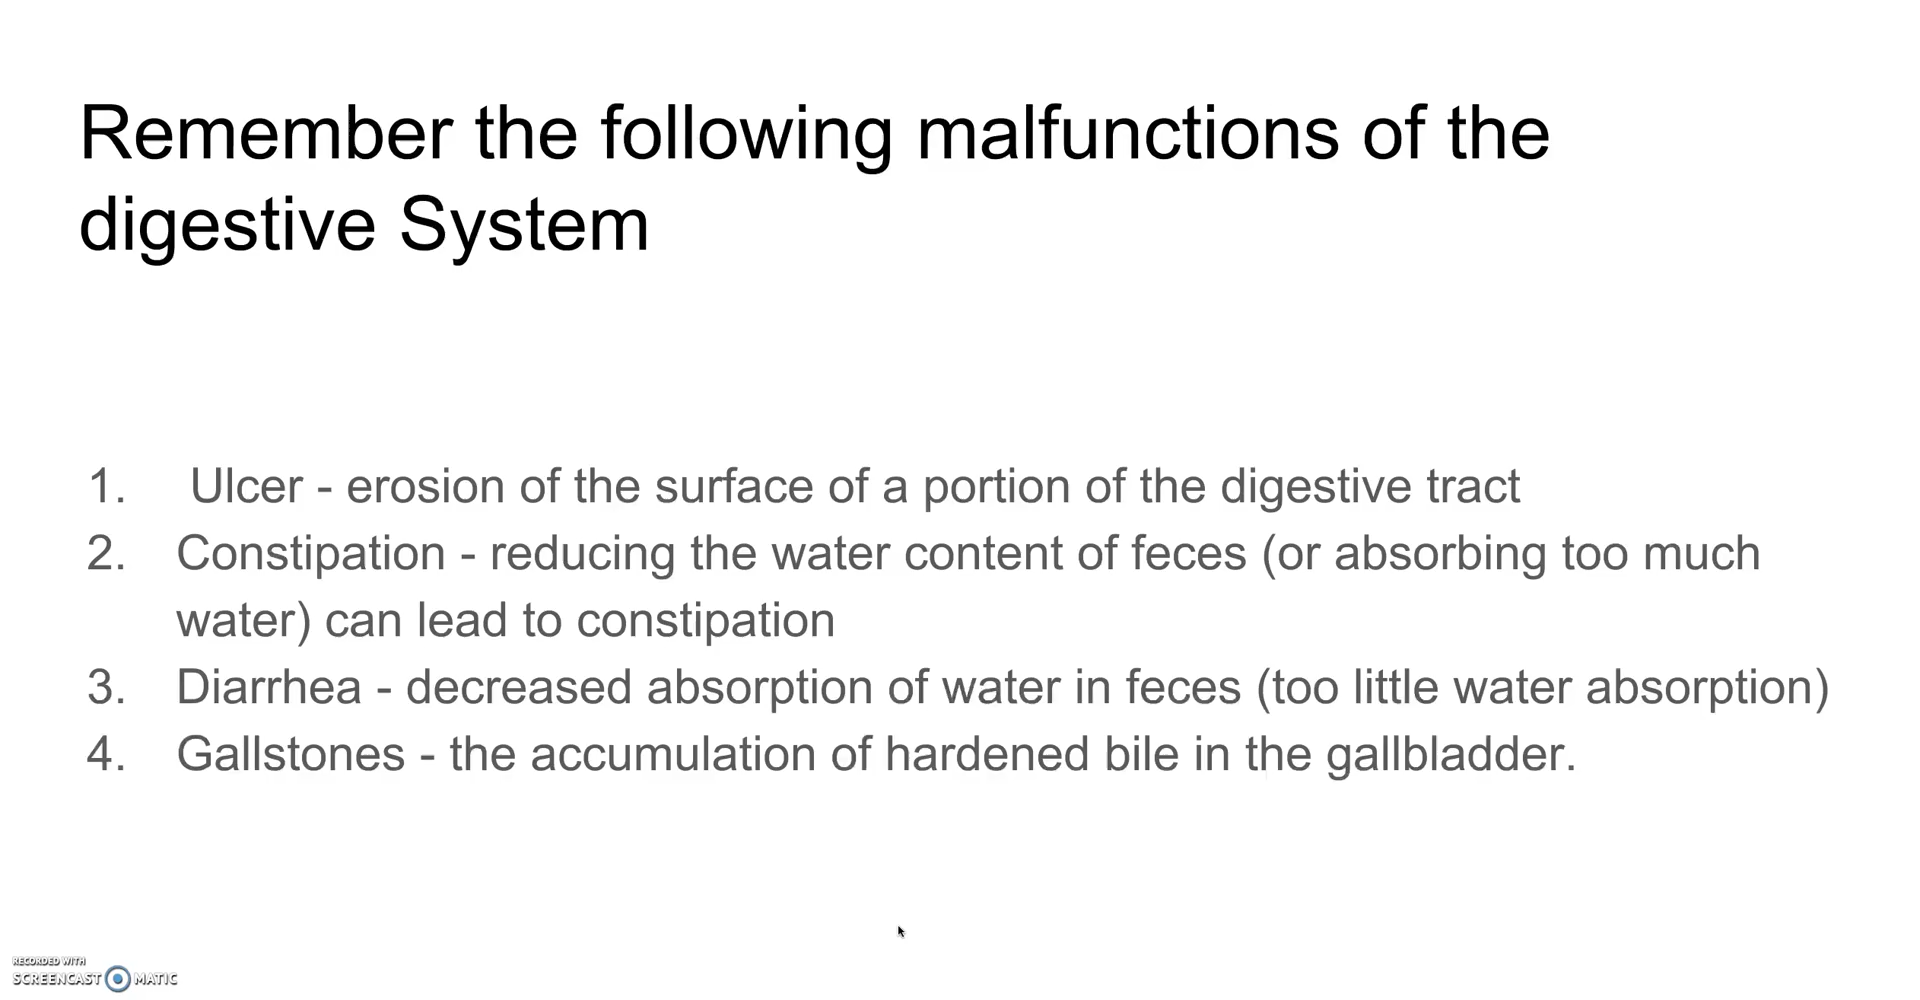 Remember the following malfunctions of the
digestive System
1. Ulcer - erosion of the surface of a portion of the digestive tract
2. Constipation - reducing the water content of feces (or absorbing too much
water) can lead to constipation
3. Diarrhea - decreased absorption of water in feces (too little water absorption)
4. Gallstones - the accumulation of hardened bile in the gallbladder.
RECORDED WITH
SCREENCAST MATIC